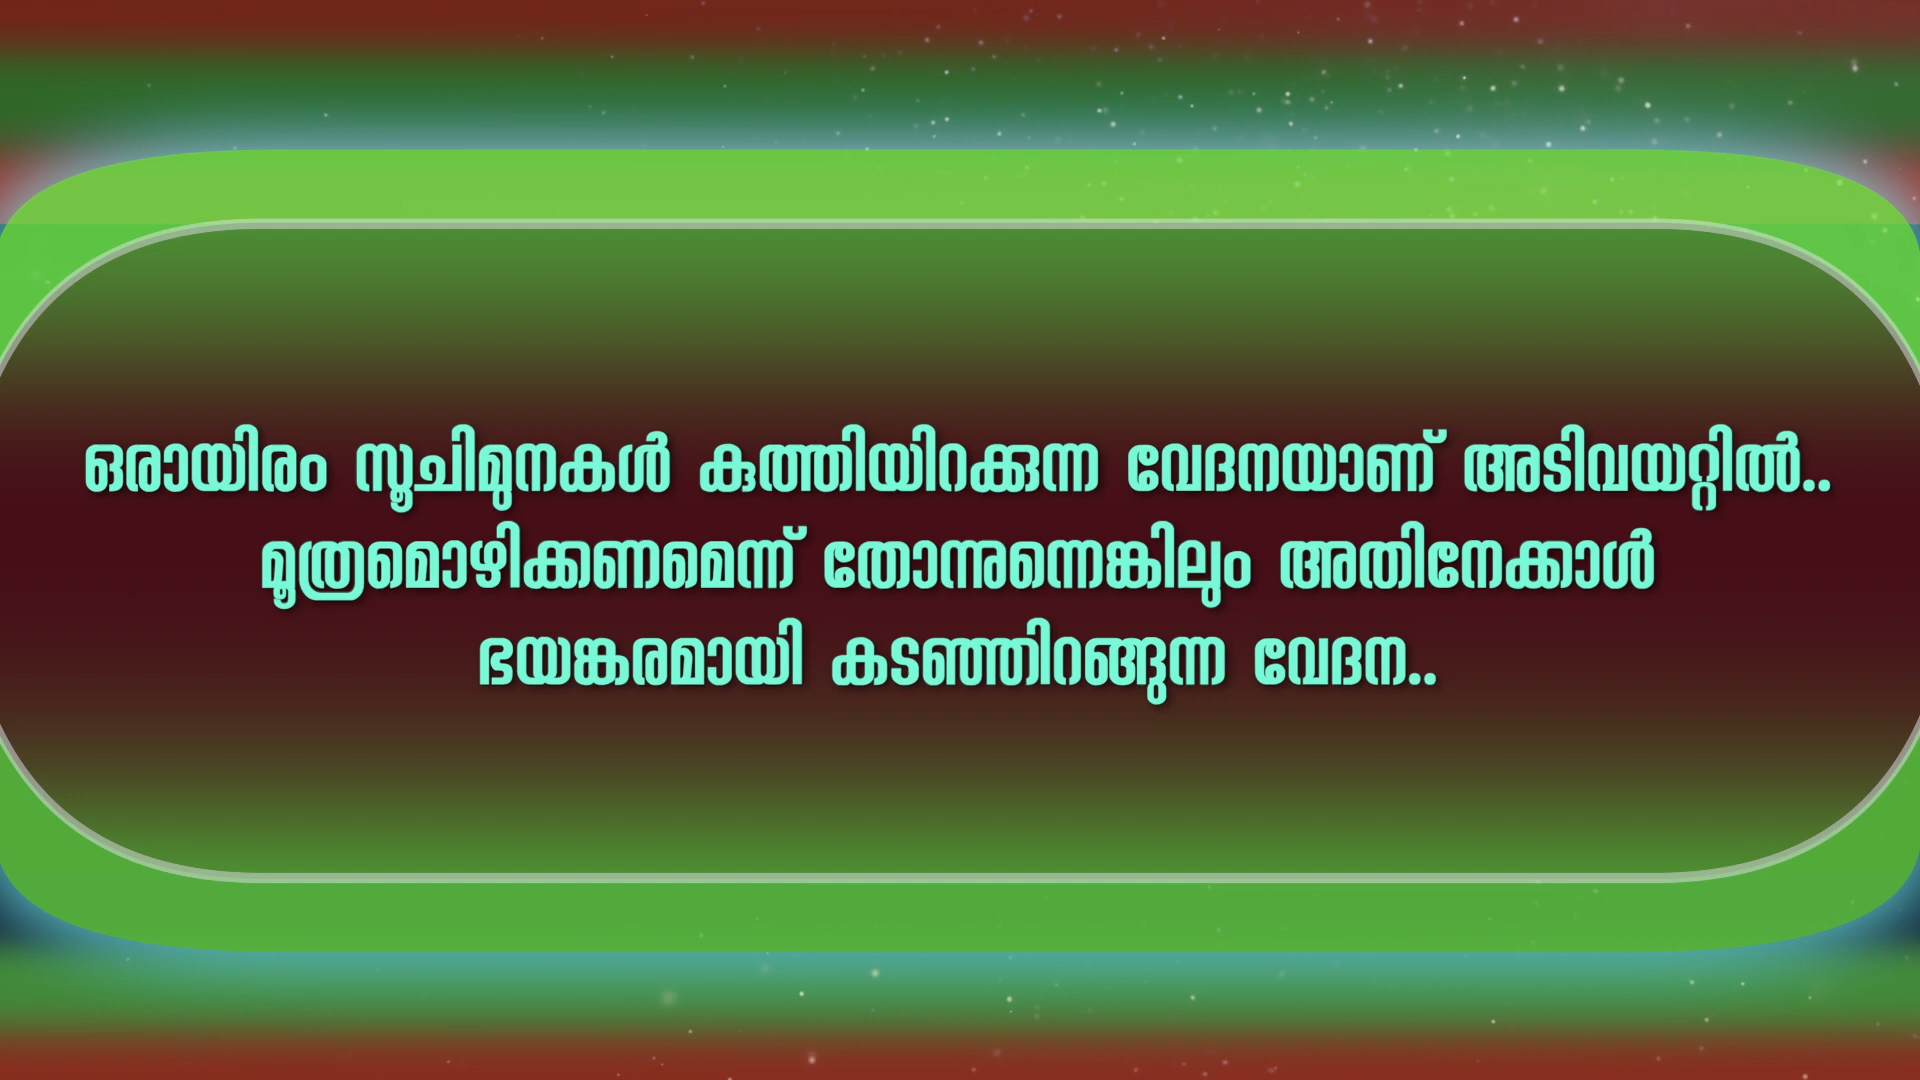 ഒരായിരം സൂചിമുനകൾ കുത്തിയിറക്കുന്ന വേദനയാണ് അടിവയറ്റിൽ..
മൂത്രമൊഴിക്കണമെന്ന് തോന്നുന്നെങ്കിലും അതിനേക്കാൾ
ഭയങ്കരമായി കടഞ്ഞിറങ്ങുന്ന വേദന..